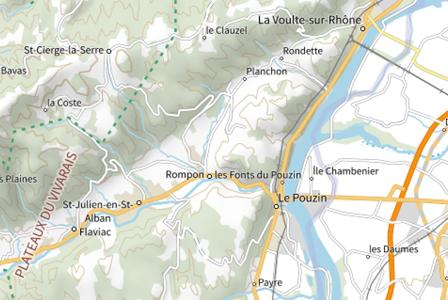 La Voulte-sur-Rhône
le Clauzel
St-Cierge-la-Serre
Rondette
Bavas
Planchon
la Coste
s Plaines
PLATEAUX DU VIVARAIS
Rompon
les Fonts du Pouzin
Île Chambenier
St-Julien-en-St-
Alban
Le Pouzin
Flaviac
les Daumes
Payre